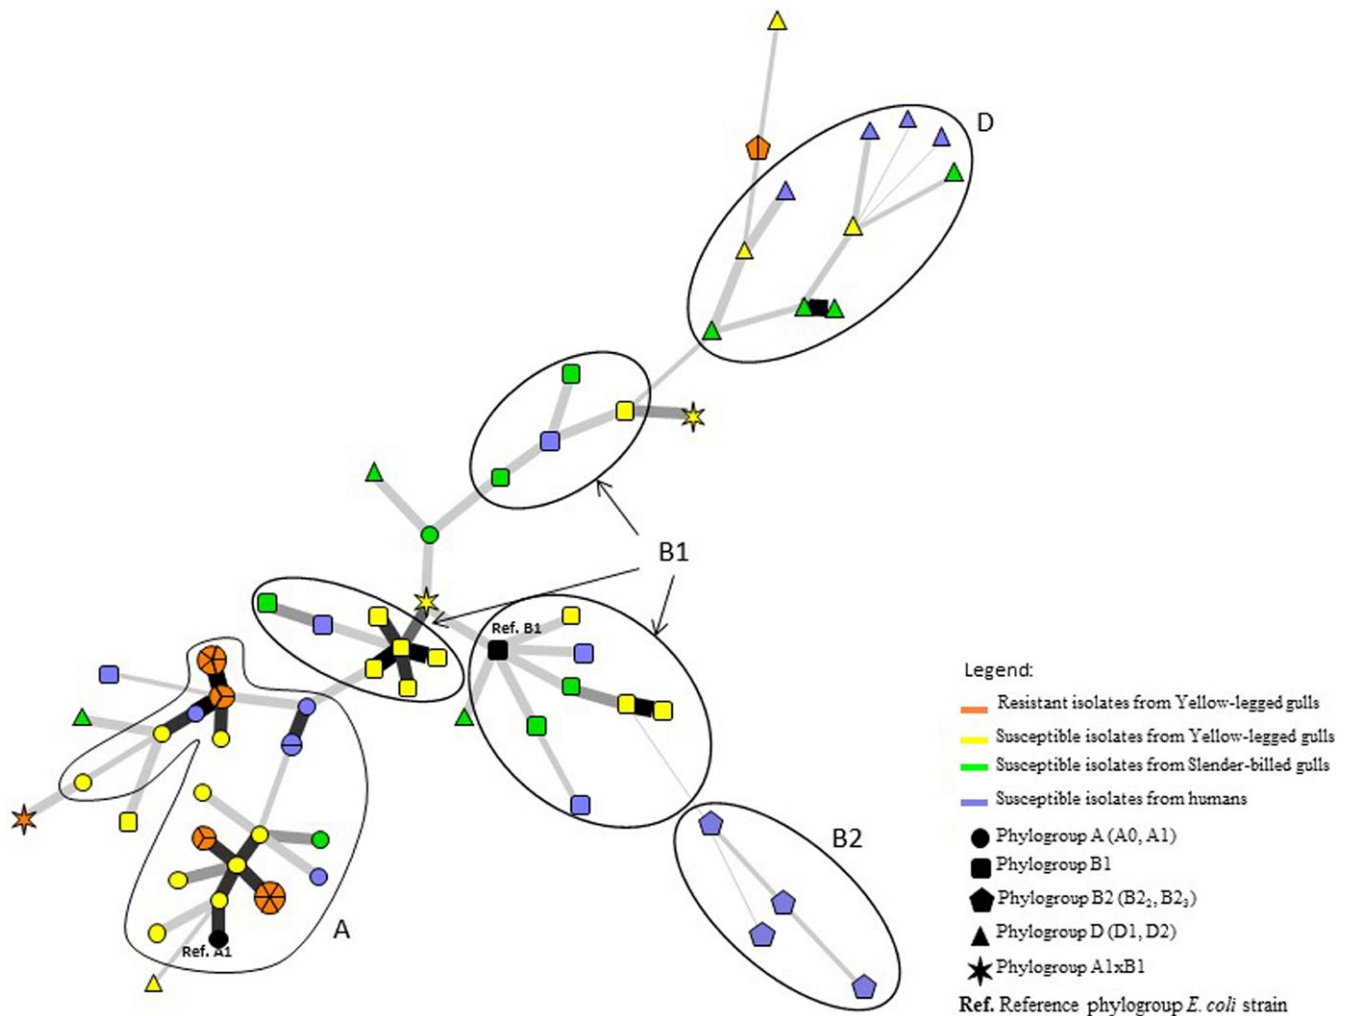 D
B1
Ref. B1
B2
A
Ref. A1
Legend:
Resistant isolates from Yellow-legged gulls
Susceptible isolates from Yellow-legged gulls
Susceptible isolates from Slender-billed gulls
Susceptible isolates from humans
Phylogroup A (A0, A1)
Phylogroup B1
Phylogroup B2 (B2₂, B2₃)
Phylogroup D (D1, D2)
Phylogroup A1xB1
Ref. Reference phylogroup E. coli strain